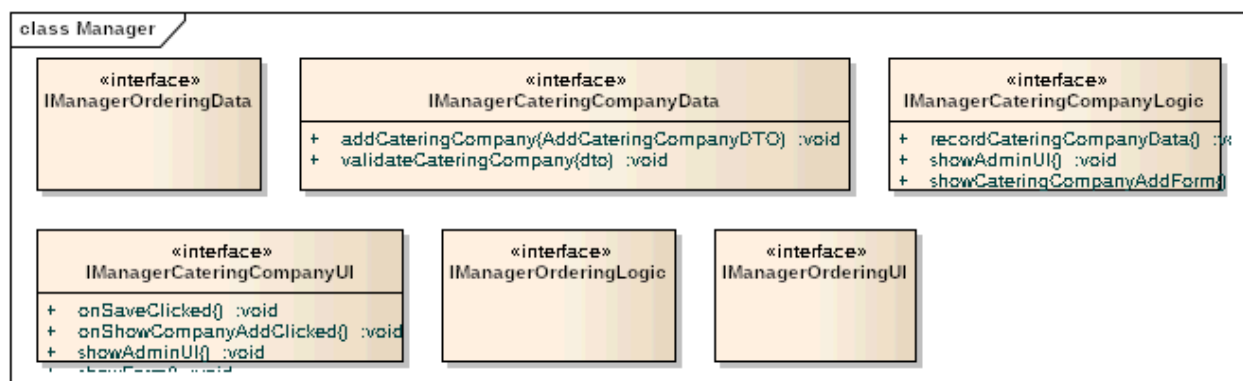 class Manager
«interface»
IManagerOrderingData
«interface»
IManagerCateringCompanyData
+ addCateringCompany(AddCateringCompanyDTO) :void
+ validateCateringCompany(dto) :void
«interface»
IManagerCateringCompanyLogic
+ recordCateringCompanyData()
+ showAdminUI() :void
+ showCateringCompanyAddForm()
«interface»
IManagerCateringCompanyUI
+ onSaveClicked() :void
+ onShowCompanyAddClicked() :void
+ showAdminUI() :void
«interface»
IManagerOrderingLogic
«interface»
IManagerOrderingUI